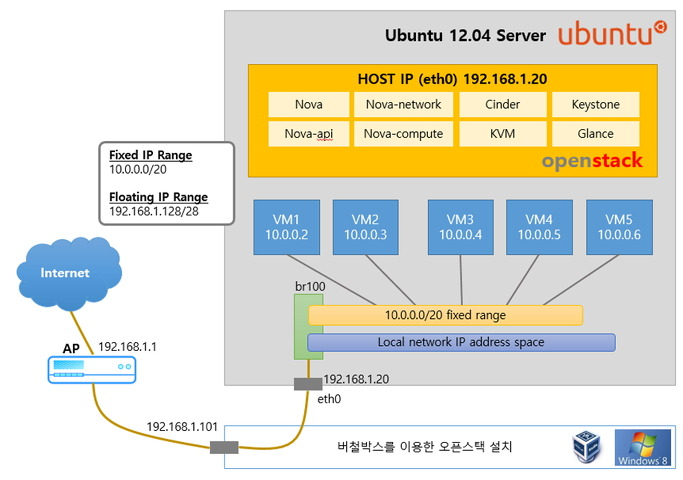 Ubuntu 12.04 Server
ubuntu
HOST IP (eth0) 192.168.1.20
Nova
Nova-network
Cinder
Keystone
Nova-api
Nova-compute
KVM
Glance
openstack
Fixed IP Range
10.0.0.0/20
Floating IP Range
192.168.1.128/28
VM1
10.0.0.2
VM2
10.0.0.3
VM3
10.0.0.4
VM4
10.0.0.5
VM5
10.0.0.6
Internet
br100
10.0.0.0/20 fixed range
Local network IP address space
AP
192.168.1.1
192.168.1.20
eth0
192.168.1.101
버철박스를 이용한 오픈스택 설치
Windows 8